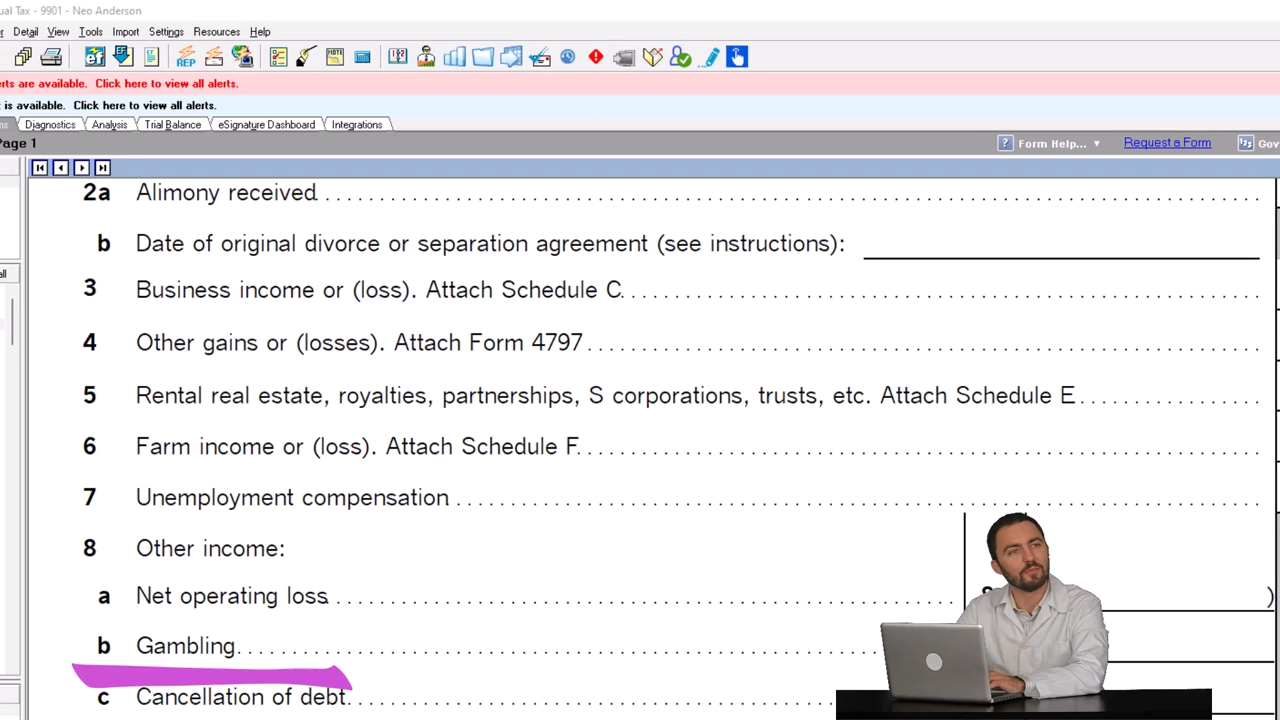 ual Tax - 9901 - Neo Anderson
Detail View Tools Import Settings Resources Help
REP
erts are available. Click here to view all alerts.
t is available. Click here to view all alerts.
ns Diagnostics Analysis Trial Balance eSignature Dashboard Integrations
Page 1 ? Form Help... Request a Form Gov
2a Alimony received
b Date of original divorce or separation agreement (see instructions):
3 Business income or (loss). Attach Schedule C
4 Other gains or (losses). Attach Form 4797
5 Rental real estate, royalties, partnerships, S corporations, trusts, etc. Attach Schedule E
6 Farm income or (loss). Attach Schedule F
7 Unemployment compensation
all
8 Other income:
a Net operating loss )
b Gambling
c Cancellation of debt